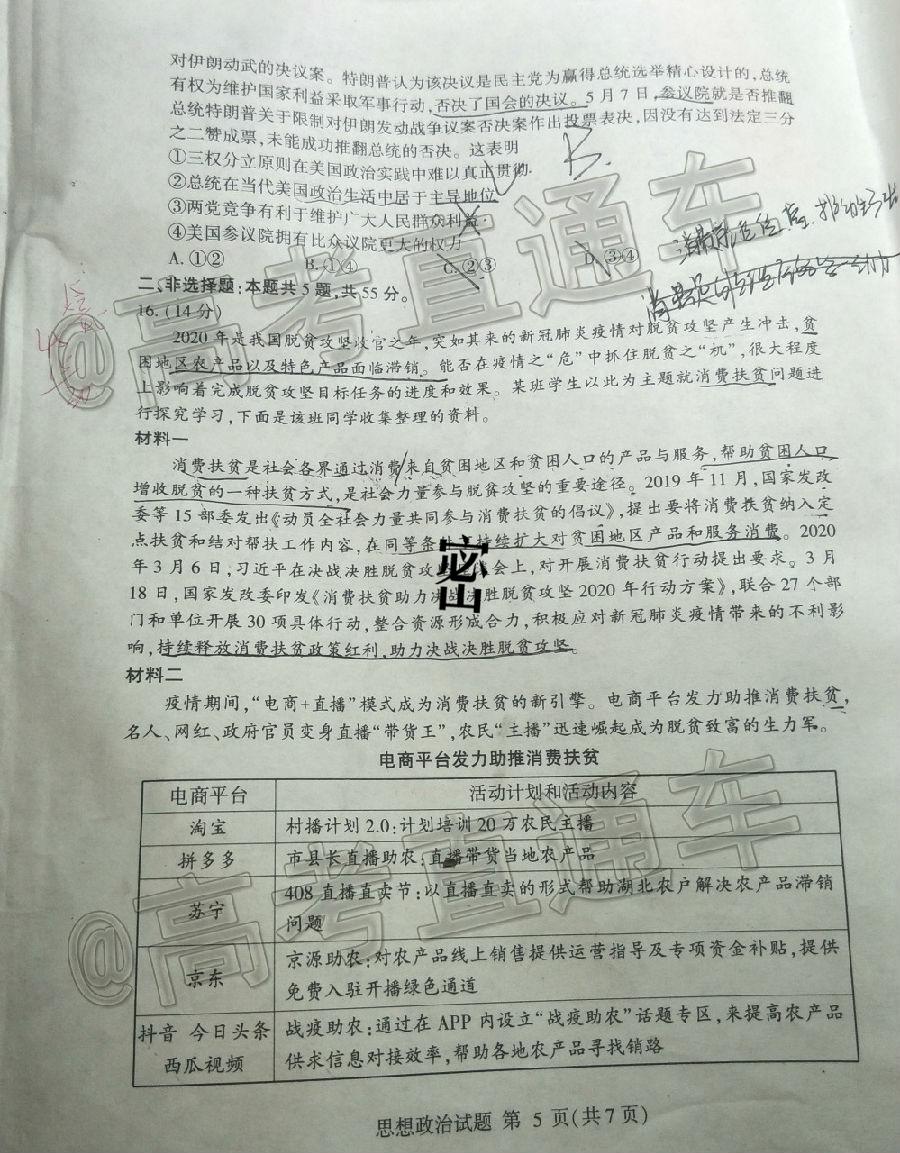 对伊朗动武的决议案。特朗普认为该决议是民主党为赢得总统选举精心设计的,总统
有权为维护国家利益采取军事行动,否决了国会的决议。5月7日,参议院就是否推翻
总统特朗普关于限制对伊朗发动战争议案否决案作出投票表决,因没有达到法定三分
之二赞成票,未能成功推翻总统的否决。这表明
B.
①三权分立原则在美国政治实践中难以真正贯彻
②总统在当代美国政治生活中居于主导地位
③两党竞争有利于维护广大人民群众利益
④美国参议院拥有比众议院更大的权力
A.①② B.①④ C.②③ D.③④
二、非选择题:本题共5题,共55分。
16.(14分)
2020年是我国脱贫攻坚收官之年,突如其来的新冠肺炎疫情对脱贫攻坚产生冲击,贫
困地区农产品以及特色产品面临滞销。能否在疫情之“危”中抓住脱贫之“机”,很大程度
上影响着完成脱贫攻坚目标任务的进度和效果。某班学生以此为主题就消费扶贫问题进
行探究学习,下面是该班同学收集整理的资料。
材料一
消费扶贫是社会各界通过消费来自贫困地区和贫困人口的产品与服务,帮助贫困人口
增收脱贫的一种扶贫方式,是社会力量参与脱贫攻坚的重要途径。2019年11月,国家发改
委等15部委发出《动员全社会力量共同参与消费扶贫的倡议》,提出要将消费扶贫纳入定
点扶贫和结对帮扶工作内容,在同等条件下持续扩大对贫困地区产品和服务消费。2020
年3月6日,习近平在决战决胜脱贫攻坚座谈会上,对开展消费扶贫行动提出要求。3月
18日,国家发改委印发《消费扶贫助力决战决胜脱贫攻坚2020年行动方案》,联合27个部
门和单位开展30项具体行动,整合资源形成合力,积极应对新冠肺炎疫情带来的不利影
响,持续释放消费扶贫政策红利,助力决战决胜脱贫攻坚。
密
材料二
疫情期间,“电商+直播”模式成为消费扶贫的新引擎。电商平台发力助推消费扶贫,
名人、网红、政府官员变身直播“带货王”,农民“主播”迅速崛起成为脱贫致富的生力军。
电商平台发力助推消费扶贫
电商平台 活动计划和活动内容
淘宝 村播计划2.0:计划培训20万农民主播
拼多多 市县长直播助农:直播带货当地农产品
苏宁 408直播直卖节:以直播直卖的形式帮助湖北农户解决农产品滞销
问题
京东 京源助农:对农产品线上销售提供运营指导及专项资金补贴,提供
免费入驻开播绿色通道
抖音 今日头条 战疫助农:通过在APP内设立“战疫助农”话题专区,来提高农产品
西瓜视频 供求信息对接效率,帮助各地农产品寻找销路
思想政治试题 第5页(共7页)
@高考直通车
@高考直通车